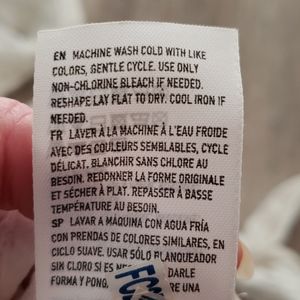 EN MACHINE WASH COLD WITH LIKE
COLORS, GENTLE CYCLE. USE ONLY
NON-CHLORINE BLEACH IF NEEDED.
RESHAPE LAY FLAT TO DRY. COOL IRON IF
NEEDED.
FR LAVER À LA MACHINE À L'EAU FROIDE
AVEC DES COULEURS SEMBLABLES, CYCLE
DÉLICAT. BLANCHIR SANS CHLORE AU
BESOIN. REDONNER LA FORME ORIGINALE
ET SÉCHER À PLAT. REPASSER À BASSE
TEMPÉRATURE AU BESOIN.
SP LAVAR A MÁQUINA CON AGUA FRÍA
CON PRENDAS DE COLORES SIMILARES, EN
CICLO SUAVE. USAR SÓLO BLANQUEADOR
SIN CLORO SI ES DARLE
FORMA Y UNA